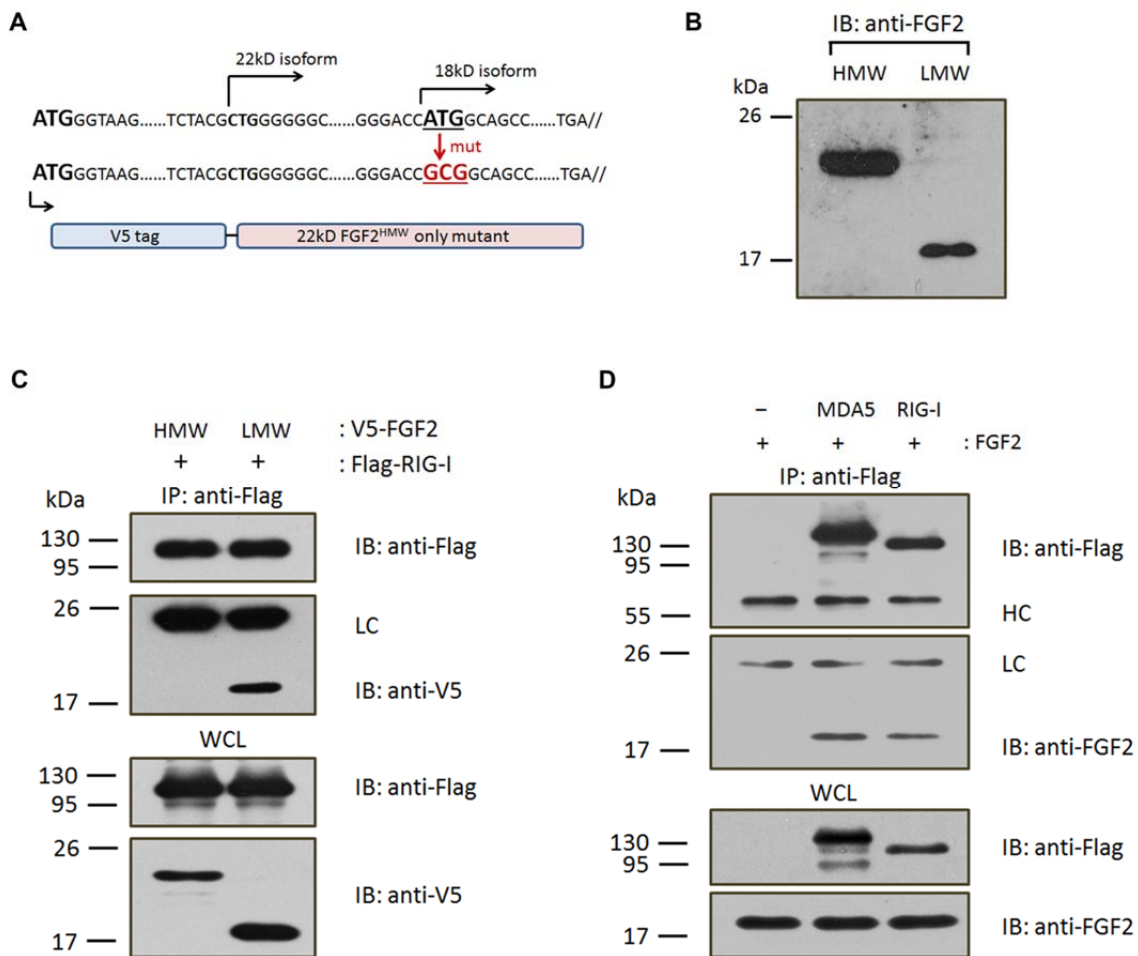 A
22kD isoform
18kD isoform
ATGGGTAAG......TCTACGCTGGGGGGGC......GGGACCATGGCAGCC......TGA//
mut
ATGGGTAAG......TCTACGCTGGGGGGGC......GGGACCGCGGCAGCC......TGA//
V5 tag
22kD FGF2HMW only mutant
B
IB: anti-FGF2
HMW LMW
kDa
26
17
C
HMW LMW : V5-FGF2
+ + : Flag-RIG-I
IP: anti-Flag
kDa
130
95
IB: anti-Flag
26
LC
IB: anti-V5
17
WCL
130
95
IB: anti-Flag
26
IB: anti-V5
17
D
– MDA5 RIG-I
+ + + : FGF2
IP: anti-Flag
kDa
130
95
IB: anti-Flag
55
HC
26
LC
17
IB: anti-FGF2
WCL
130
95
IB: anti-Flag
17
IB: anti-FGF2